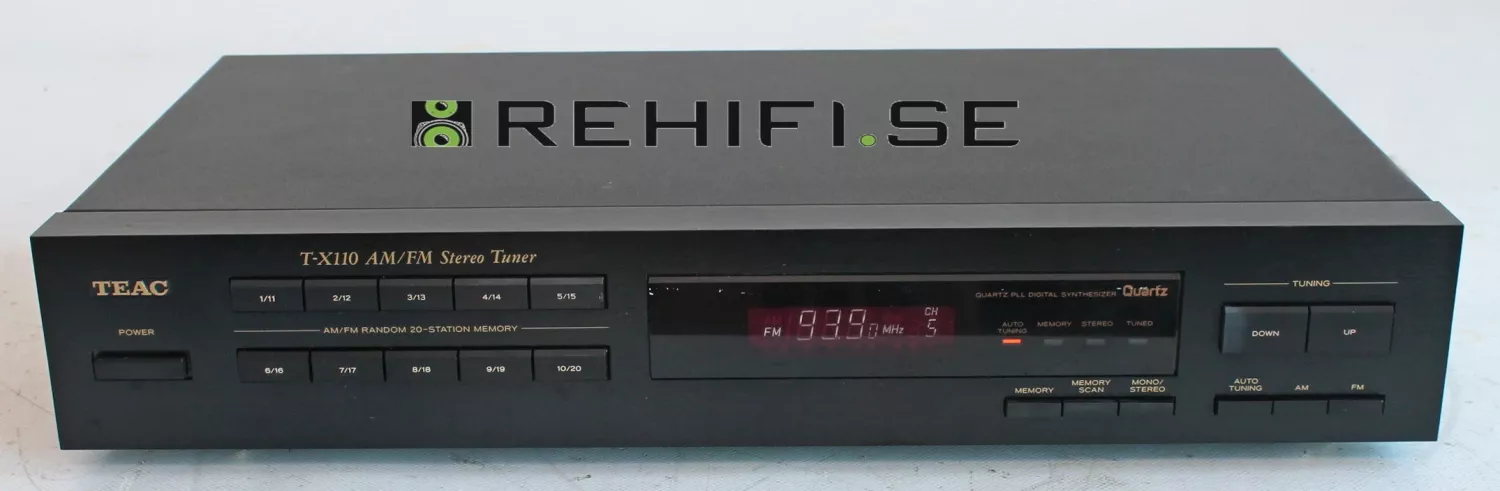 REHIFI.SE
T-X110 AM/FM Stereo Tuner
TEAC
POWER
1/11 2/12 3/13 4/14 5/15
AM/FM RANDOM 20-STATION MEMORY
6/16 7/17 8/18 9/19 10/20
QUARTZ PLL DIGITAL SYNTHESIZER Quartz
FM 93.90 MHz CH 5
AUTO TUNING MEMORY STEREO TUNED
MEMORY MEMORY SCAN MONO/STEREO
TUNING
DOWN UP
AUTO TUNING AM FM